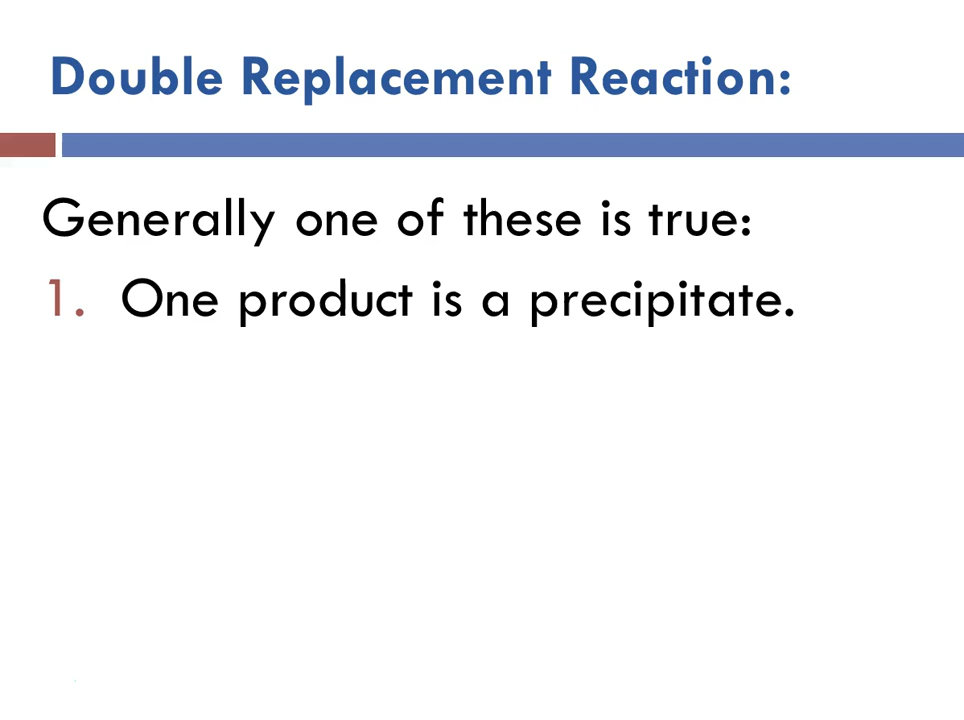 Double Replacement Reaction:
Generally one of these is true:
1. One product is a precipitate.